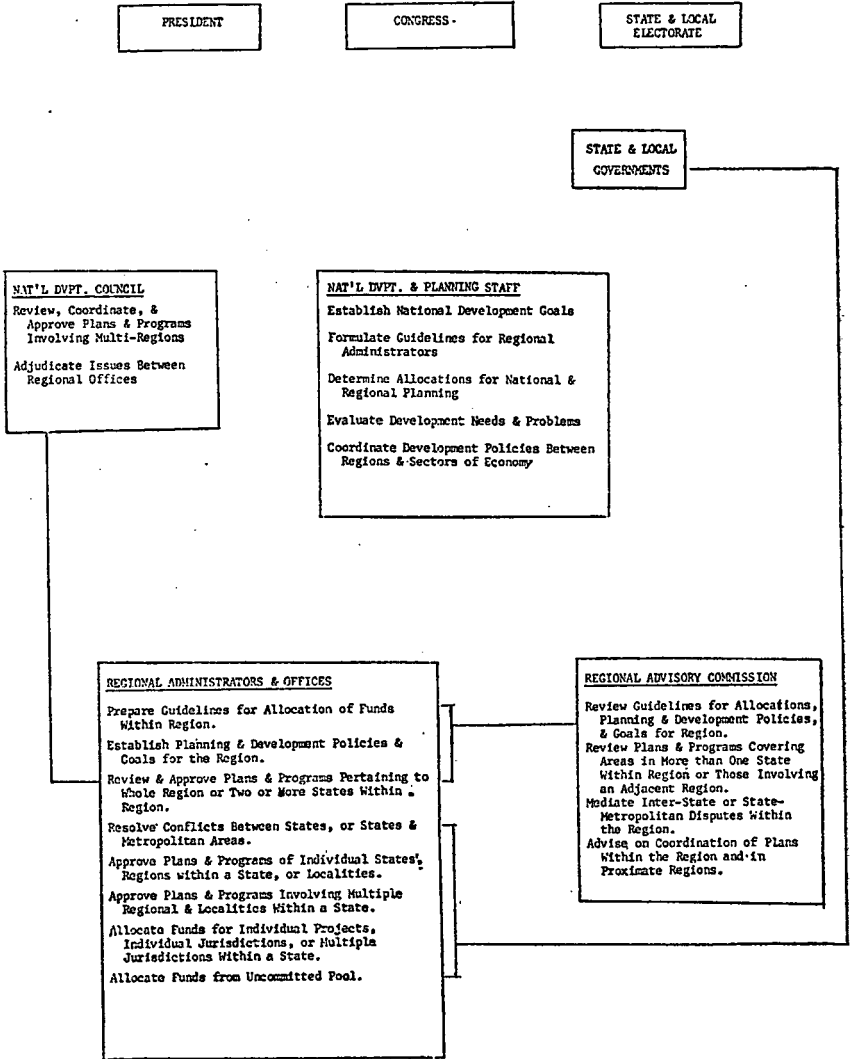 PRESIDENT
CONGRESS -
STATE & LOCAL
ELECTORATE
STATE & LOCAL
GOVERNMENTS
NAT'L DVPT. COUNCIL
Review, Coordinate, &
Approve Plans & Programs
Involving Multi-Regions
Adjudicate Issues Between
Regional Offices
NAT'L DVPT. & PLANNING STAFF
Establish National Development Goals
Formulate Guidelines for Regional
Administrators
Determine Allocations for National &
Regional Planning
Evaluate Development Needs & Problems
Coordinate Development Policies Between
Regions & Sectors of Economy
REGIONAL ADMINISTRATORS & OFFICES
Prepare Guidelines for Allocation of Funds
Within Region.
Establish Planning & Development Policies &
Goals for the Region.
Review & Approve Plans & Programs Pertaining to
Whole Region or Two or More States Within
Region.
Resolve Conflicts Between States, or States &
Metropolitan Areas.
Approve Plans & Programs of Individual States,
Regions within a State, or Localities.
Approve Plans & Programs Involving Multiple
Regional & Localities Within a State.
Allocate Funds for Individual Projects,
Individual Jurisdictions, or Multiple
Jurisdictions Within a State.
Allocate Funds from Uncommitted Pool.
REGIONAL ADVISORY COMMISSION
Review Guidelines for Allocations,
Planning & Development Policies,
& Goals for Region.
Review Plans & Programs Covering
Areas in More than One State
Within Region or Those Involving
an Adjacent Region.
Mediate Inter-State or State-
Metropolitan Disputes Within
the Region.
Advise on Coordination of Plans
Within the Region and in
Proximate Regions.